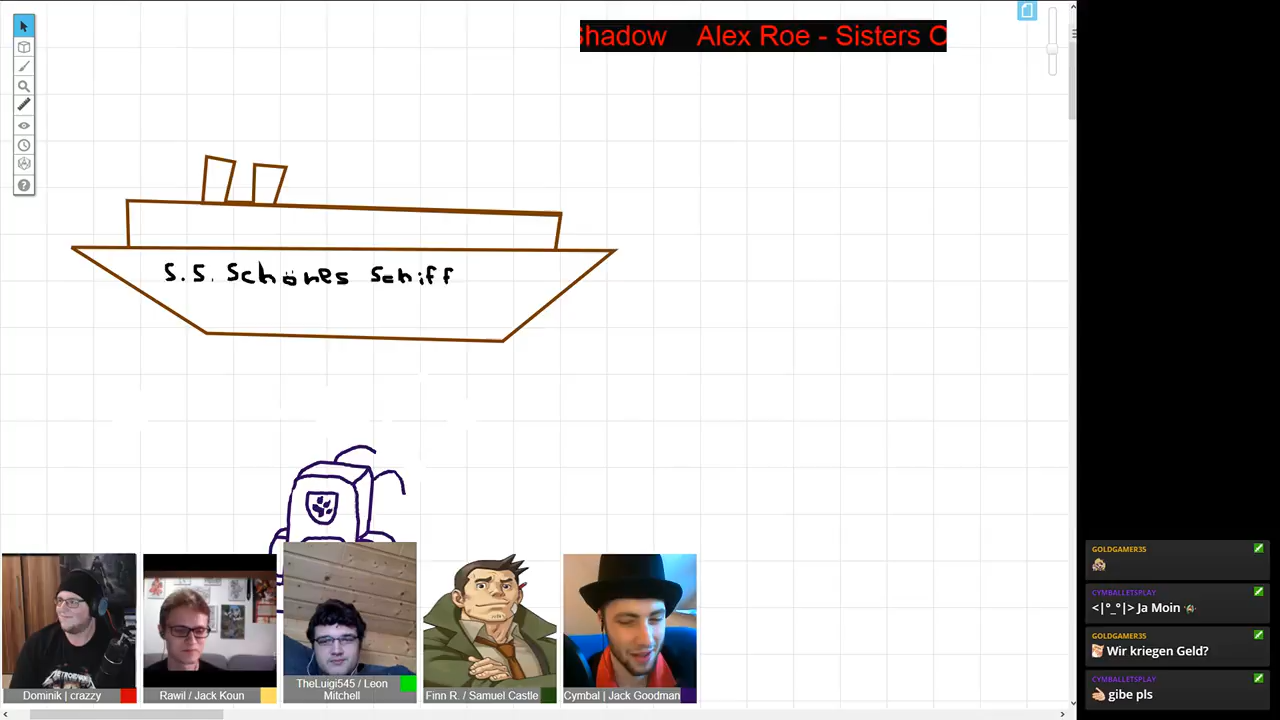 Shadow    Alex Roe - Sisters O
S.S. Schönes Schiff
GOLDGAMER35
CYMBALLETSPLAY
<|°_°|> Ja Moin
GOLDGAMER35
Wir kriegen Geld?
CYMBALLETSPLAY
gibe pls
Dominik | crazzy
Rawil / Jack Koun
TheLuigi545 / Leon
Mitchell
Finn R. / Samuel Castle
Cymbal | Jack Goodman